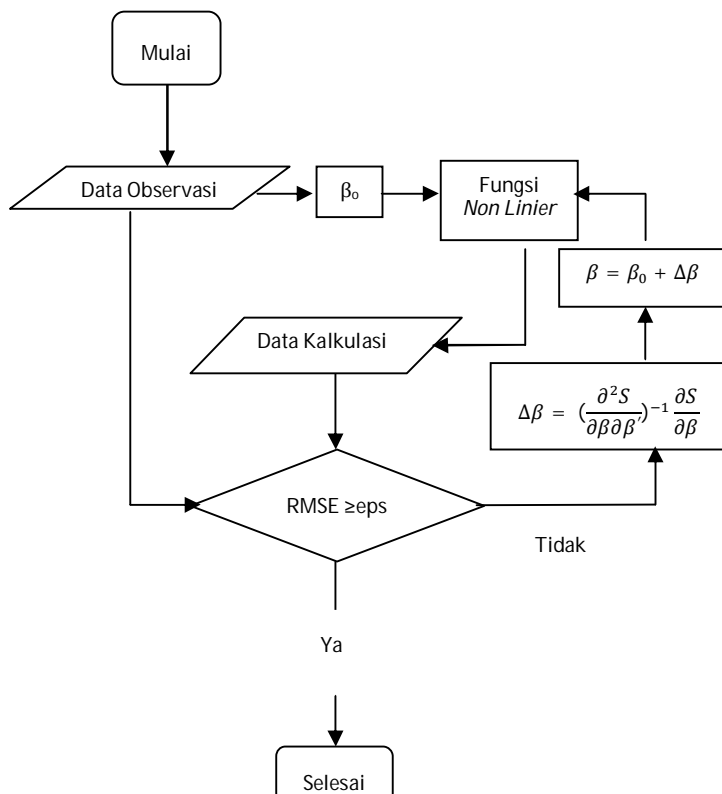 Mulai
Data Observasi
β₀
Fungsi
Non Linier
β = β₀ + Δβ
Data Kalkulasi
Δβ = (∂²S / ∂β∂β′)⁻¹ ∂S / ∂β
RMSE ≥eps
Tidak
Ya
Selesai